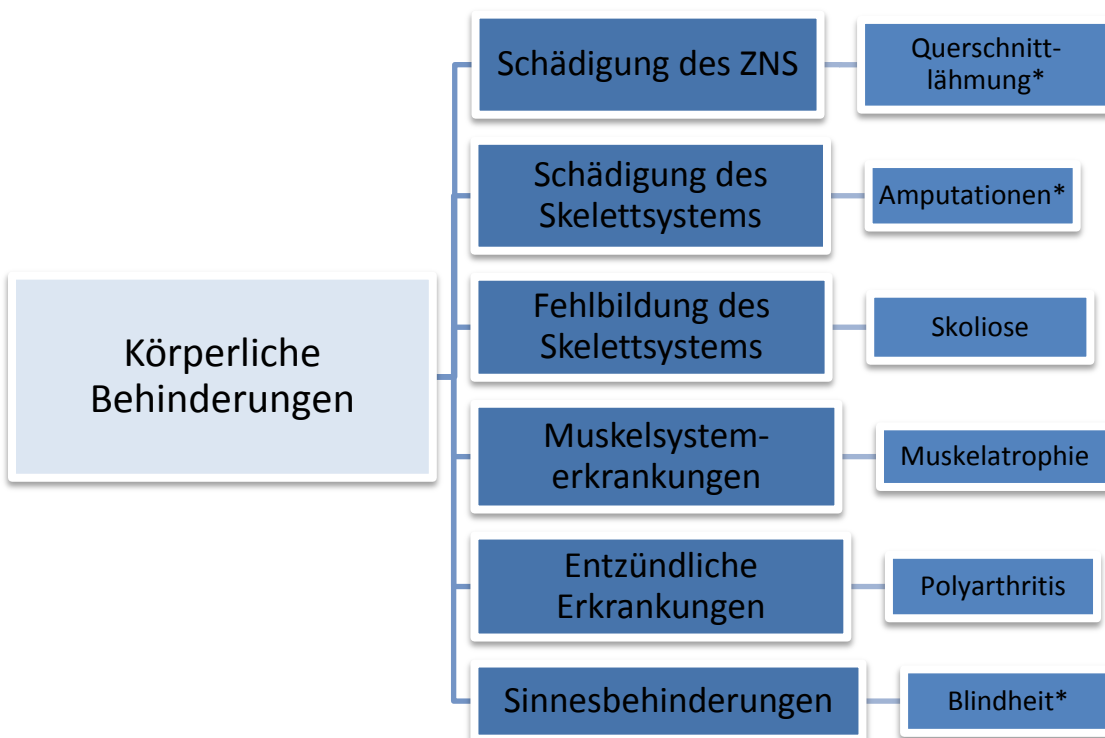 Körperliche
Behinderungen
Schädigung des ZNS
Querschnitt-
lähmung*
Schädigung des
Skelettsystems
Amputationen*
Fehlbildung des
Skelettsystems
Skoliose
Muskelsystem-
erkrankungen
Muskelatrophie
Entzündliche
Erkrankungen
Polyarthritis
Sinnesbehinderungen
Blindheit*